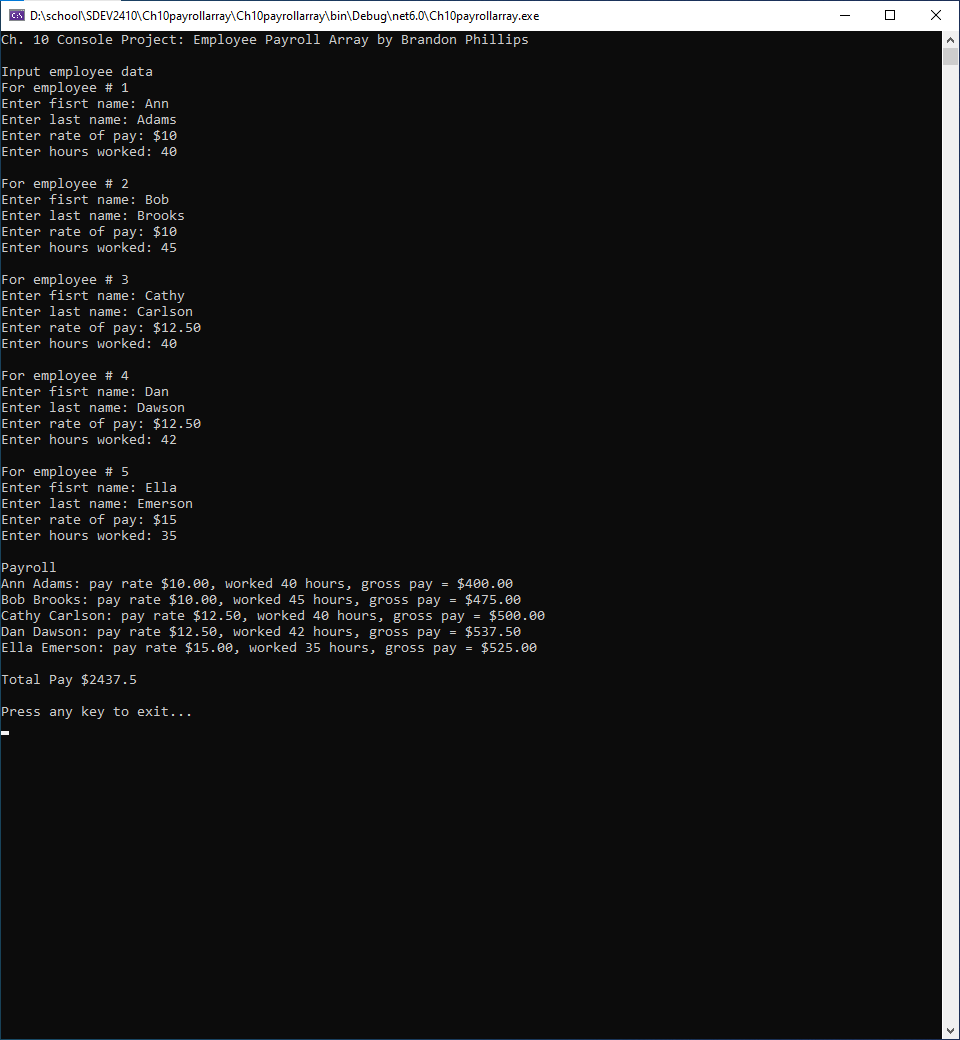 D:\school\SDEV2410\Ch10payrollarray\Ch10payrollarray\bin\Debug\net6.0\Ch10payrollarray.exe
Ch. 10 Console Project: Employee Payroll Array by Brandon Phillips
Input employee data
For employee # 1
Enter fisrt name: Ann
Enter last name: Adams
Enter rate of pay: $10
Enter hours worked: 40
For employee # 2
Enter fisrt name: Bob
Enter last name: Brooks
Enter rate of pay: $10
Enter hours worked: 45
For employee # 3
Enter fisrt name: Cathy
Enter last name: Carlson
Enter rate of pay: $12.50
Enter hours worked: 40
For employee # 4
Enter fisrt name: Dan
Enter last name: Dawson
Enter rate of pay: $12.50
Enter hours worked: 42
For employee # 5
Enter fisrt name: Ella
Enter last name: Emerson
Enter rate of pay: $15
Enter hours worked: 35
Payroll
Ann Adams: pay rate $10.00, worked 40 hours, gross pay = $400.00
Bob Brooks: pay rate $10.00, worked 45 hours, gross pay = $475.00
Cathy Carlson: pay rate $12.50, worked 40 hours, gross pay = $500.00
Dan Dawson: pay rate $12.50, worked 42 hours, gross pay = $537.50
Ella Emerson: pay rate $15.00, worked 35 hours, gross pay = $525.00
Total Pay $2437.5
Press any key to exit...